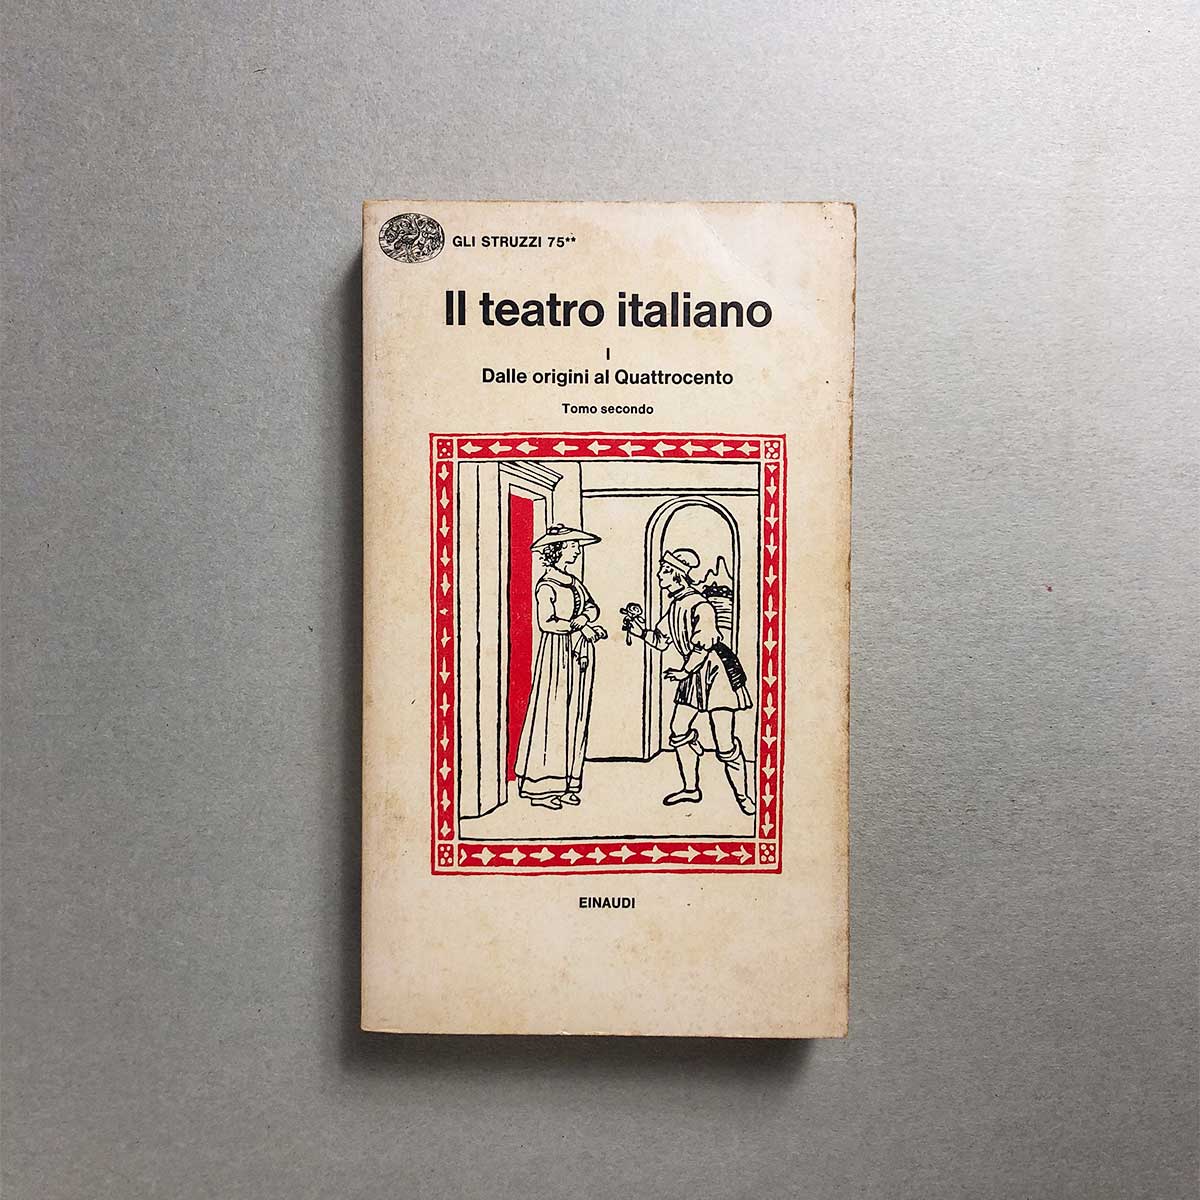 GLI STRUZZI 75**
Il teatro italiano
I
Dalle origini al Quattrocento
Tomo secondo
EINAUDI